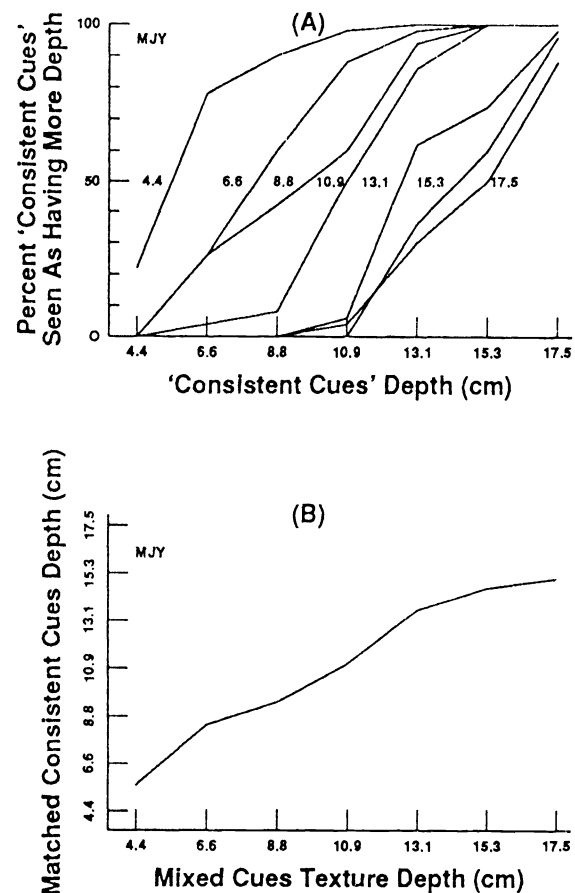 (A)
100
MJY
50
0
4.4 6.6 8.8 10.9 13.1 15.3 17.5
4.4 6.6 8.8 10.9 13.1 15.3 17.5
Percent 'Consistent Cues'
Seen As Having More Depth
'Consistent Cues' Depth (cm)
(B)
MJY
17.5
15.3
13.1
10.9
8.8
6.6
4.4
Matched Consistent Cues Depth (cm)
4.4 6.6 8.8 10.9 13.1 15.3 17.5
Mixed Cues Texture Depth (cm)